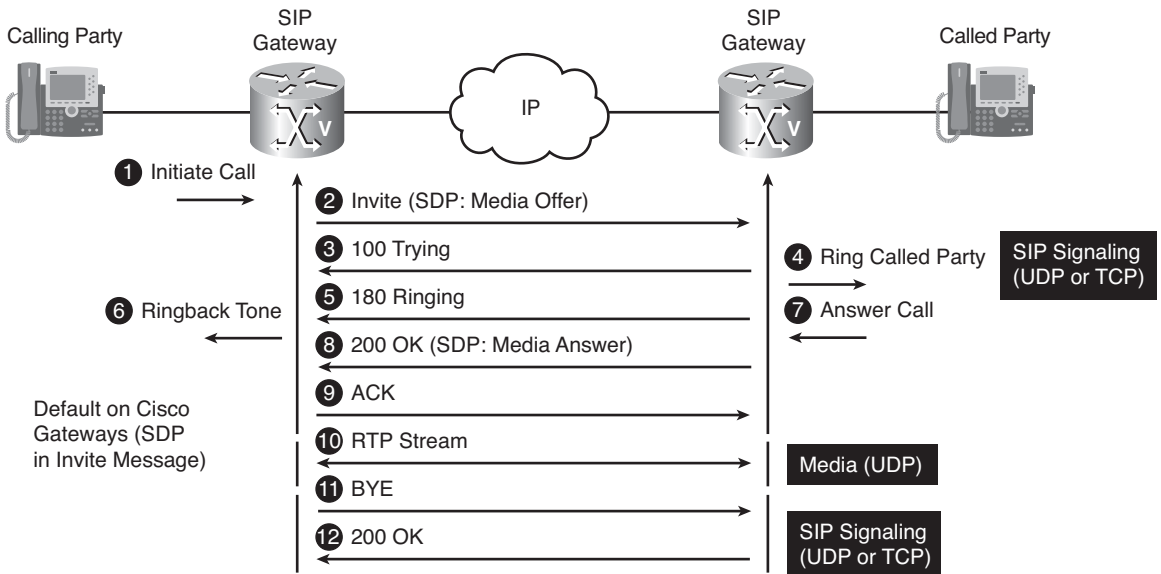 Calling Party
SIP
Gateway
SIP
Gateway
Called Party
V
IP
V
1 Initiate Call
2 Invite (SDP: Media Offer)
3 100 Trying
4 Ring Called Party
SIP Signaling
(UDP or TCP)
5 180 Ringing
6 Ringback Tone
7 Answer Call
8 200 OK (SDP: Media Answer)
9 ACK
Default on Cisco
Gateways (SDP
in Invite Message)
10 RTP Stream
Media (UDP)
11 BYE
12 200 OK
SIP Signaling
(UDP or TCP)